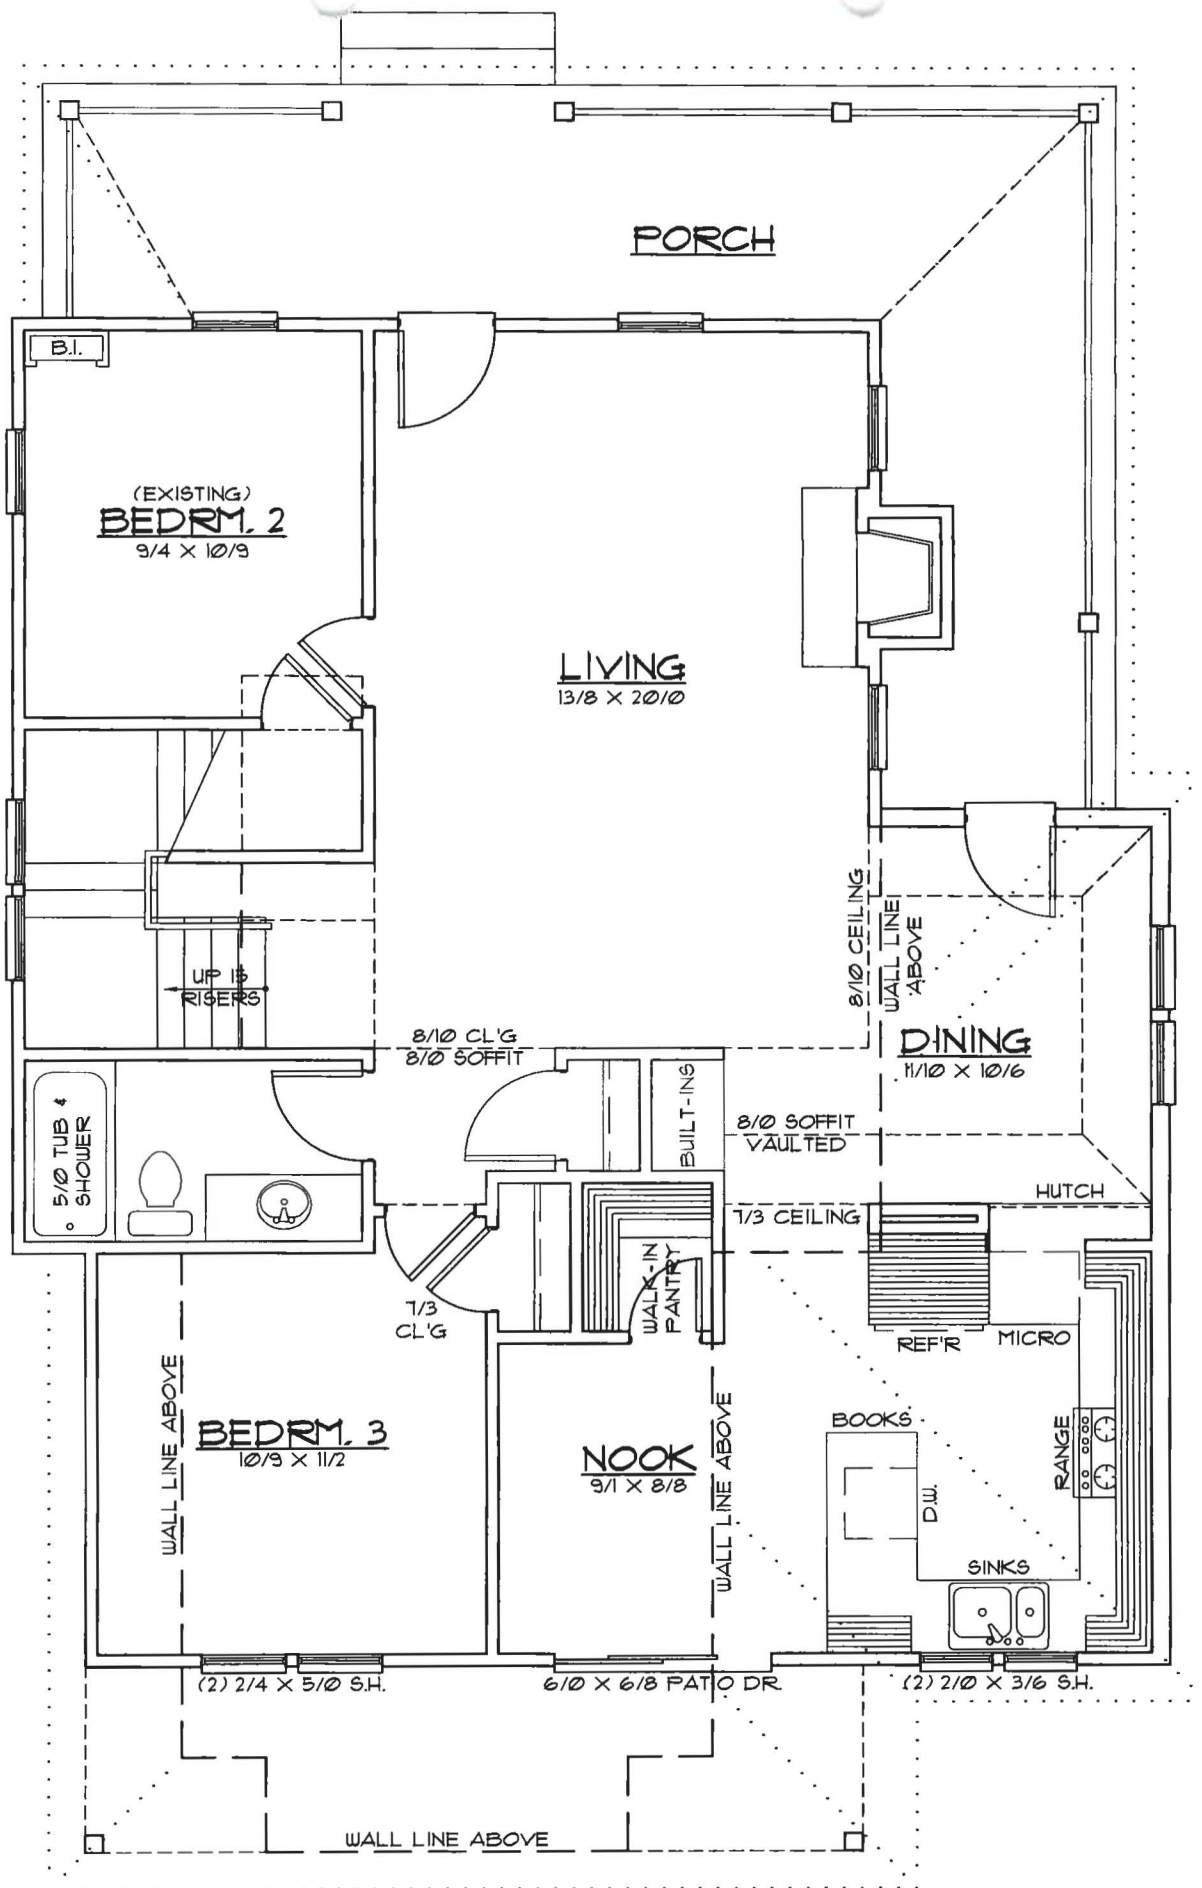 PORCH
B.I.
(EXISTING)
BEDRM. 2
9/4 X 10/9
LIVING
13/8 X 20/0
8/10 CEILING
WALL LINE
ABOVE
UP 15
RISERS
8/10 CL'G
8/0 SOFFIT
DINING
11/10 X 10/6
5/0 TUB &
SHOWER
BUILT-INS
8/0 SOFFIT
VAULTED
HUTCH
7/3 CEILING
WALK-IN
PANTRY
7/3
CL'G
REF'R
MICRO
WALL LINE ABOVE
BEDRM. 3
10/9 X 11/2
NOOK
9/1 X 8/8
WALL LINE ABOVE
BOOKS
RANGE
D.W.
SINKS
(2) 2/4 X 5/0 S.H.
6/0 X 6/8 PATIO DR.
(2) 2/0 X 3/6 S.H.
WALL LINE ABOVE